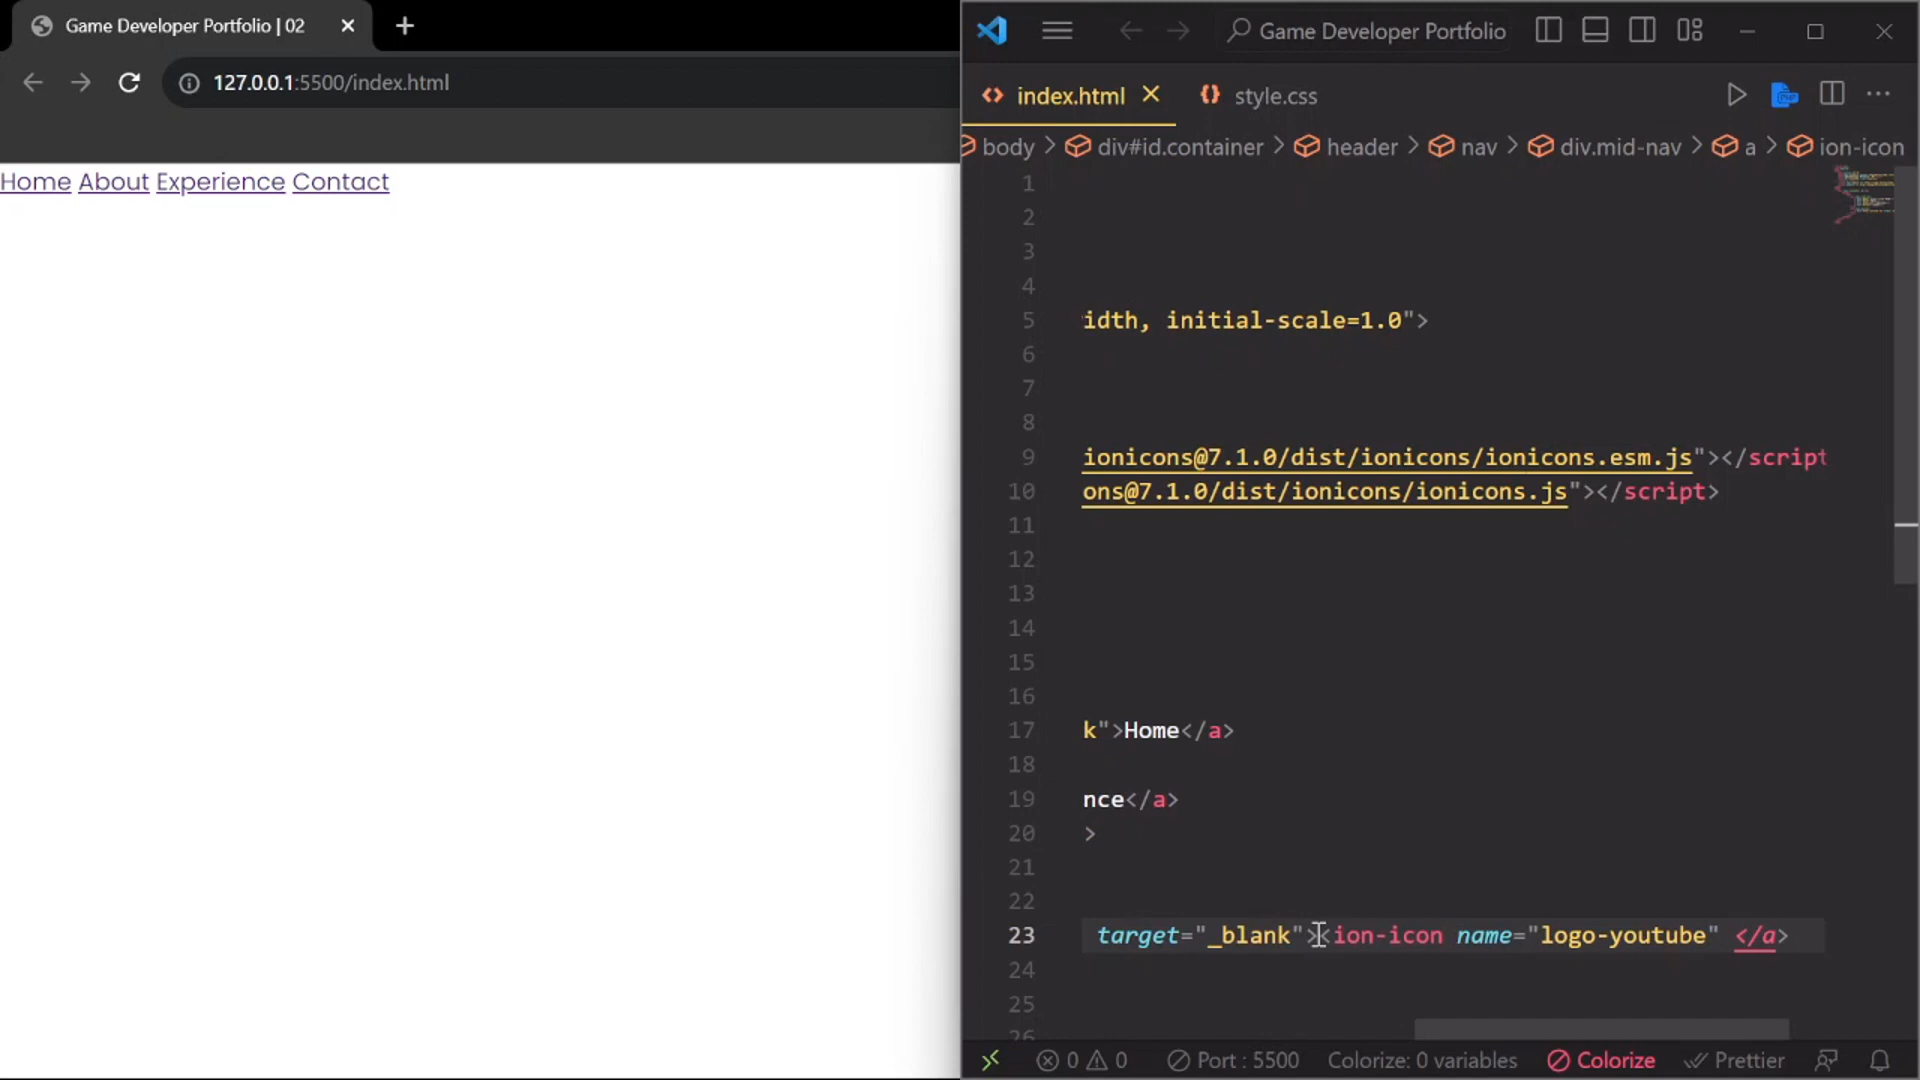 Game Developer Portfolio | 02
127.0.0.1:5500/index.html
Home About Experience Contact
Game Developer Portfolio
index.html
style.css
body > div#id.container > header > nav > div.mid-nav > a > ion-icon
1
2
3
4
5 idth, initial-scale=1.0">
6
7
8
9 ionicons@7.1.0/dist/ionicons/ionicons.esm.js"></script
10 ons@7.1.0/dist/ionicons/ionicons.js"></script>
11
12
13
14
15
16
17 k">Home</a>
18
19 nce</a>
20 >
21
22
23 target="_blank"><ion-icon name="logo-youtube" </a>
24
25
26
0 0 Port : 5500 Colorize: 0 variables Colorize Prettier